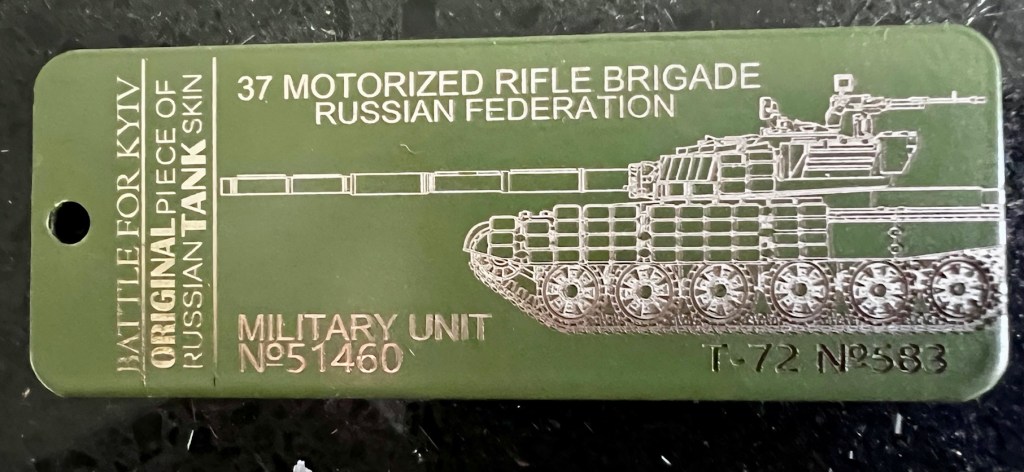 BATTLE FOR KYIV
ORIGINAL PIECE OF
RUSSIAN TANK SKIN
37 MOTORIZED RIFLE BRIGADE
RUSSIAN FEDERATION
MILITARY UNIT
№51460
T-72 №583